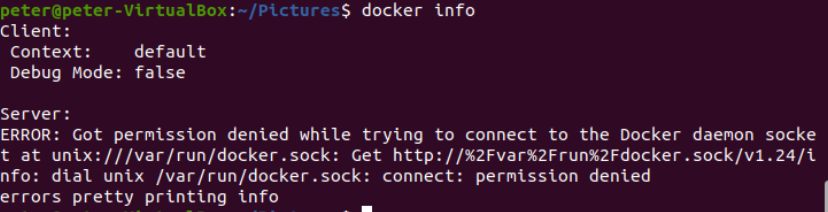 peter@peter-VirtualBox:~/Pictures$ docker info
Client:
 Context:    default
 Debug Mode: false

Server:
ERROR: Got permission denied while trying to connect to the Docker daemon socke
t at unix:///var/run/docker.sock: Get http://%2Fvar%2Frun%2Fdocker.sock/v1.24/i
nfo: dial unix /var/run/docker.sock: connect: permission denied
errors pretty printing info